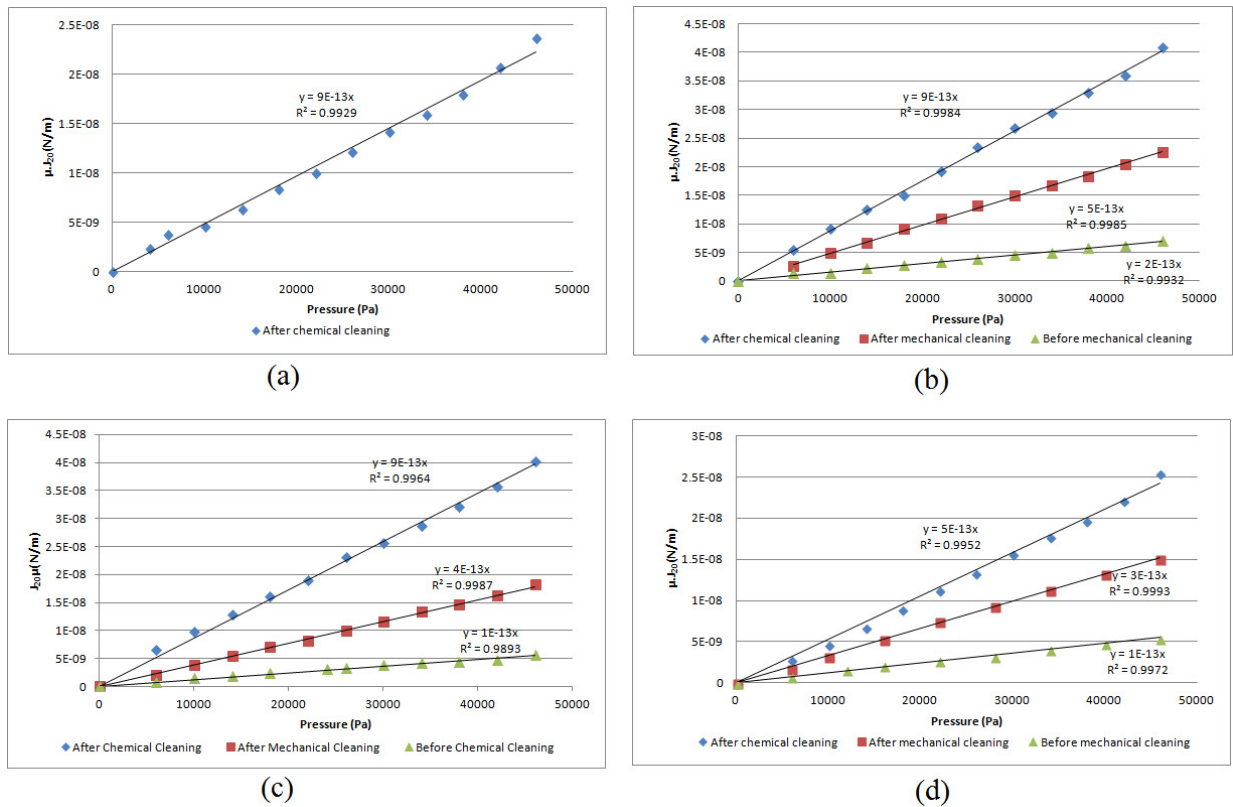 2.5E-08
2E-08
1.5E-08
1E-08
5E-09
0
µ.J20(N/m)
y = 9E-13x
R² = 0.9929
0 10000 20000 30000 40000 50000
Pressure (Pa)
After chemical cleaning
(a)
4.5E-08
4E-08
3.5E-08
3E-08
2.5E-08
2E-08
1.5E-08
1E-08
5E-09
0
µ.J20(N/m)
y = 9E-13x
R² = 0.9984
y = 5E-13x
R² = 0.9985
y = 2E-13x
R² = 0.9932
0 10000 20000 30000 40000 50000
Pressure (Pa)
After chemical cleaning After mechanical cleaning Before mechanical cleaning
(b)
4.5E-08
4E-08
3.5E-08
3E-08
2.5E-08
2E-08
1.5E-08
1E-08
5E-09
0
J20µ(N/m)
y = 9E-13x
R² = 0.9964
y = 4E-13x
R² = 0.9987
y = 1E-13x
R² = 0.9893
0 10000 20000 30000 40000 50000
Pressure (Pa)
After Chemical Cleaning After Mechanical Cleaning Before Chemical Cleaning
(c)
3E-08
2.5E-08
2E-08
1.5E-08
1E-08
5E-09
0
µJ20(N/m)
y = 5E-13x
R² = 0.9952
y = 3E-13x
R² = 0.9993
y = 1E-13x
R² = 0.9972
0 10000 20000 30000 40000 50000
Pressure (Pa)
After chemical cleaning After mechanical cleaning Before mechanical cleaning
(d)